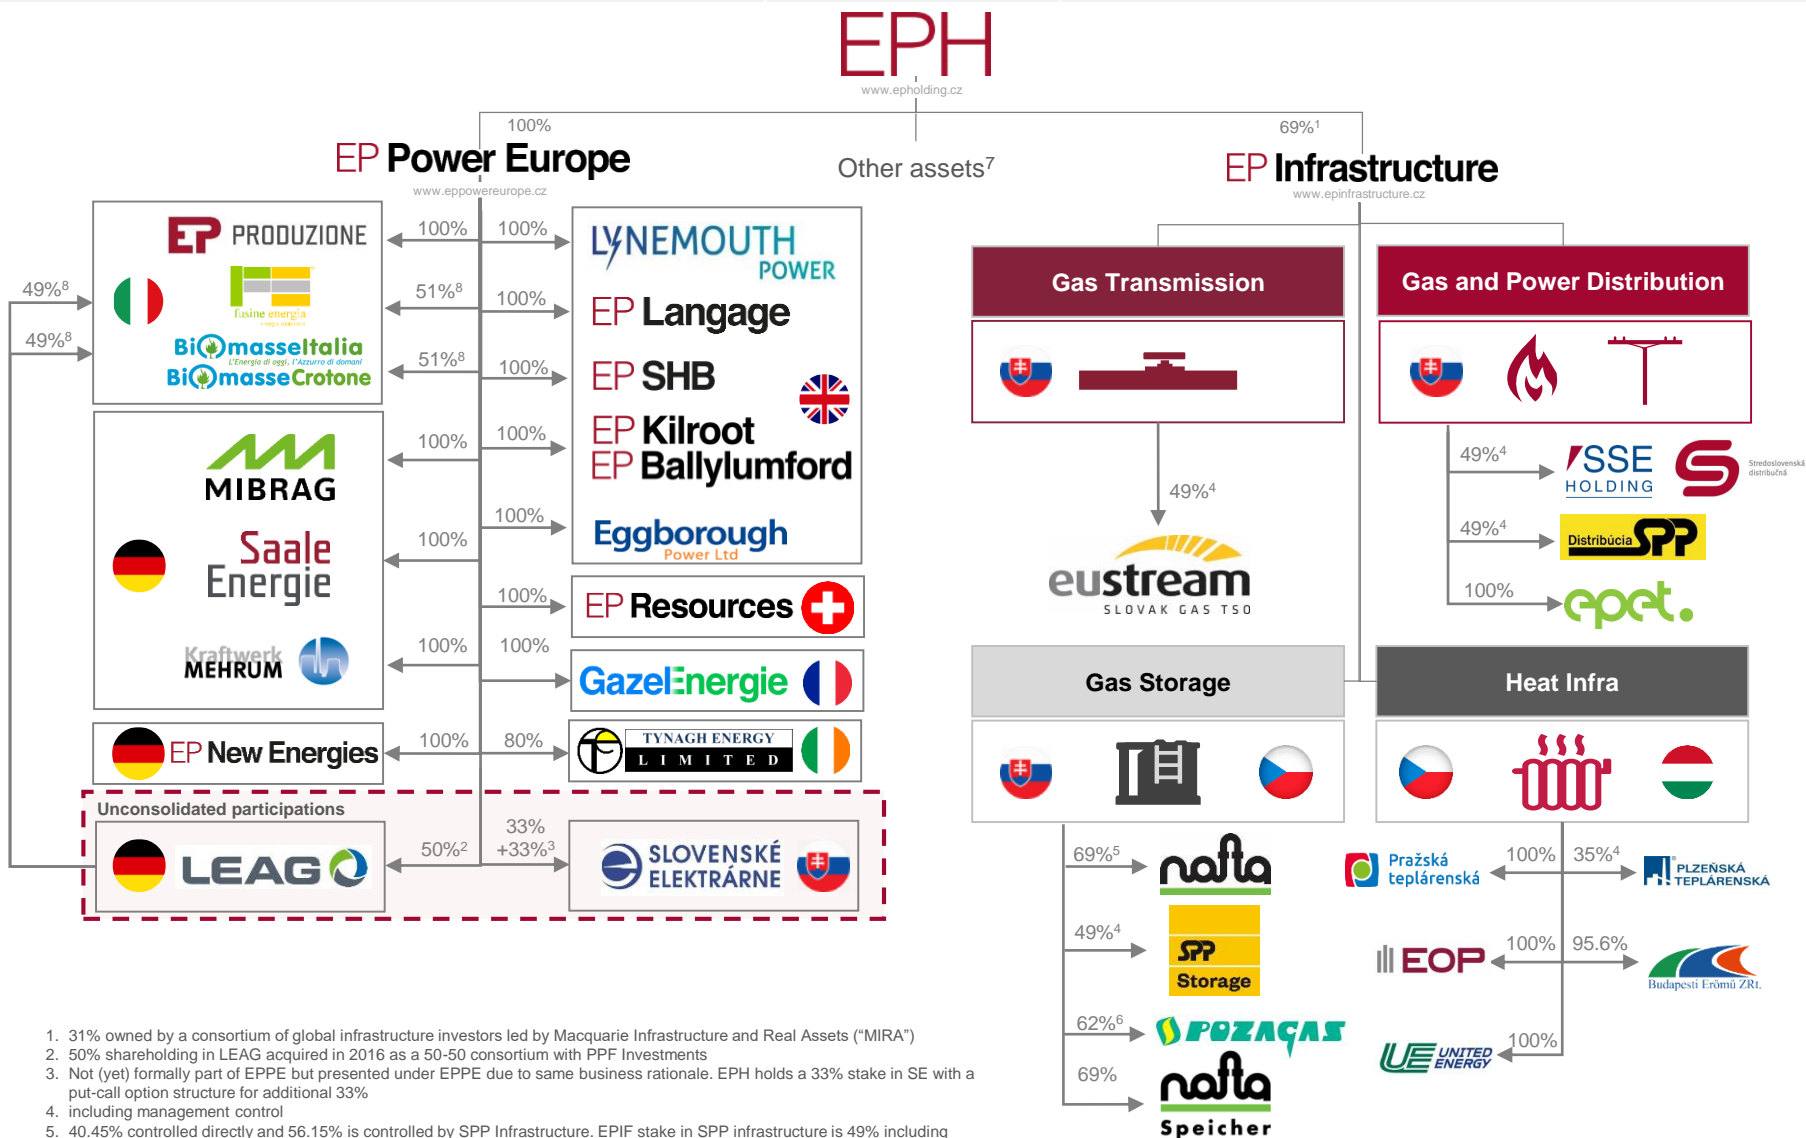 EPH
www.epholding.cz
100%
69%1
EP Power Europe
www.eppowereurope.cz
Other assets7
EP Infrastructure
www.epinfrastructure.cz
EP PRODUZIONE
100%
100%
LYNEMOUTH
POWER
49%8
fusine energia
51%8
100%
EP Langage
49%8
BiomasseItalia
L'Energia di oggi, l'Azzurro di domani
BiomasseCrotone
51%8
100%
EP SHB
MIBRAG
100%
100%
EP Kilroot
EP Ballylumford
Saale
Energie
100%
100%
Eggborough
Power Ltd
100%
EP Resources
Kraftwerk
MEHRUM
100%
100%
GazelEnergie
EP New Energies
100%
80%
TYNAGH ENERGY
LIMITED
Unconsolidated participations
LEAG
50%2
33%
+33%3
SLOVENSKÉ
ELEKTRÁRNE
Gas Transmission
49%4
eustream
SLOVAK GAS TSO
Gas and Power Distribution
49%4
SSE
HOLDING
Stredoslovenská
distribučná
49%4
Distribúcia SPP
100%
epet.
Gas Storage
69%5
nafta
49%4
SPP
Storage
62%6
POZAGAS
69%
nafta
Speicher
Heat Infra
Pražská
teplárenská
100%
35%4
PLZEŇSKÁ
TEPLÁRENSKÁ
EOP
100%
95.6%
Budapesti Erőmű ZRt.
UE UNITED
ENERGY
100%
1. 31% owned by a consortium of global infrastructure investors led by Macquarie Infrastructure and Real Assets (“MIRA”)
2. 50% shareholding in LEAG acquired in 2016 as a 50-50 consortium with PPF Investments
3. Not (yet) formally part of EPPE but presented under EPPE due to same business rationale. EPH holds a 33% stake in SE with a
put-call option structure for additional 33%
4. including management control
5. 40.45% controlled directly and 56.15% is controlled by SPP Infrastructure. EPIF stake in SPP infrastructure is 49% including